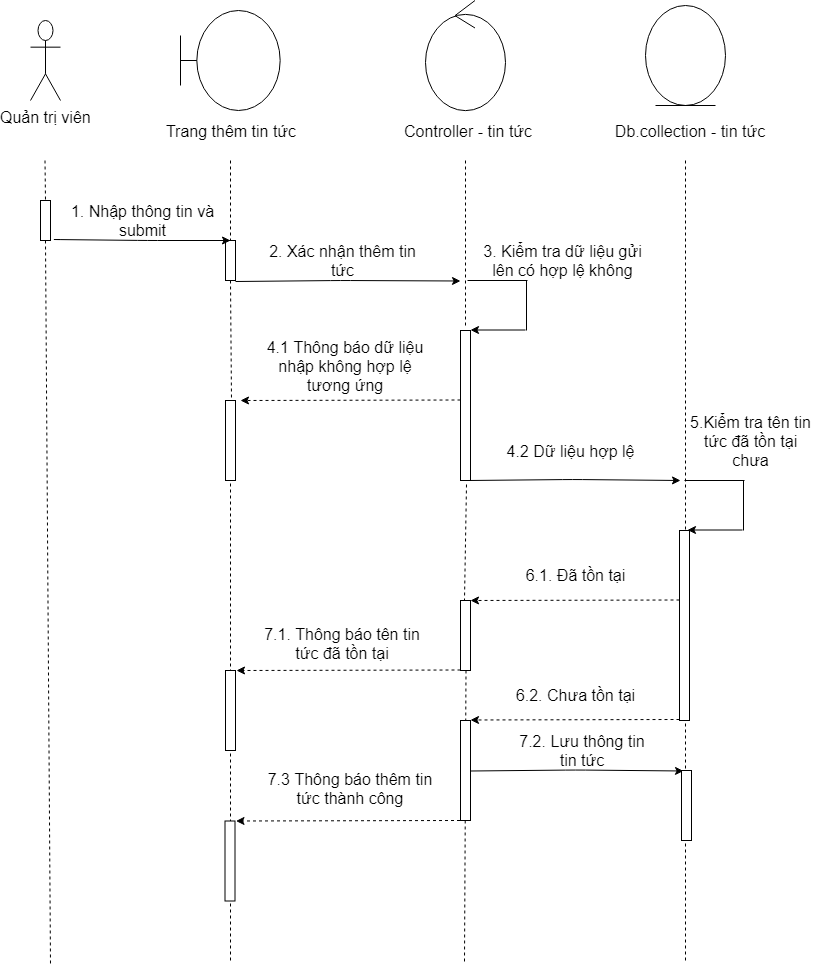 Quản trị viên
Trang thêm tin tức
Controller - tin tức
Db.collection - tin tức
1. Nhập thông tin và
submit
2. Xác nhận thêm tin
tức
3. Kiểm tra dữ liệu gửi
lên có hợp lệ không
4.1 Thông báo dữ liệu
nhập không hợp lệ
tương ứng
4.2 Dữ liệu hợp lệ
5.Kiểm tra tên tin
tức đã tồn tại
chưa
6.1. Đã tồn tại
7.1. Thông báo tên tin
tức đã tồn tại
6.2. Chưa tồn tại
7.2. Lưu thông tin
tin tức
7.3 Thông báo thêm tin
tức thành công